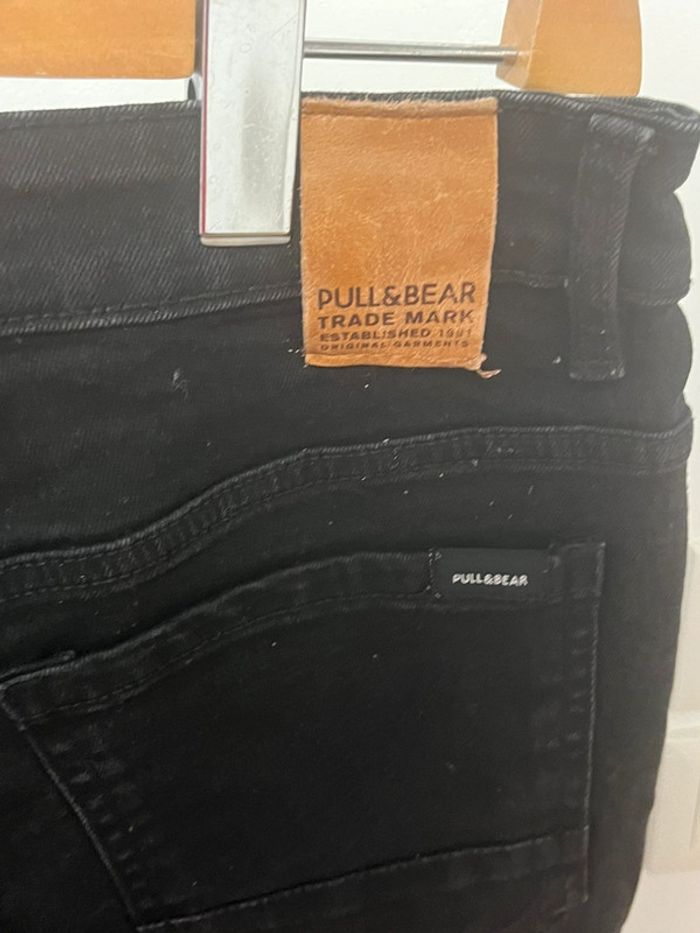 PULL&BEAR
TRADE MARK
ESTABLISHED 1991
ORIGINAL GARMENTS
PULL&BEAR